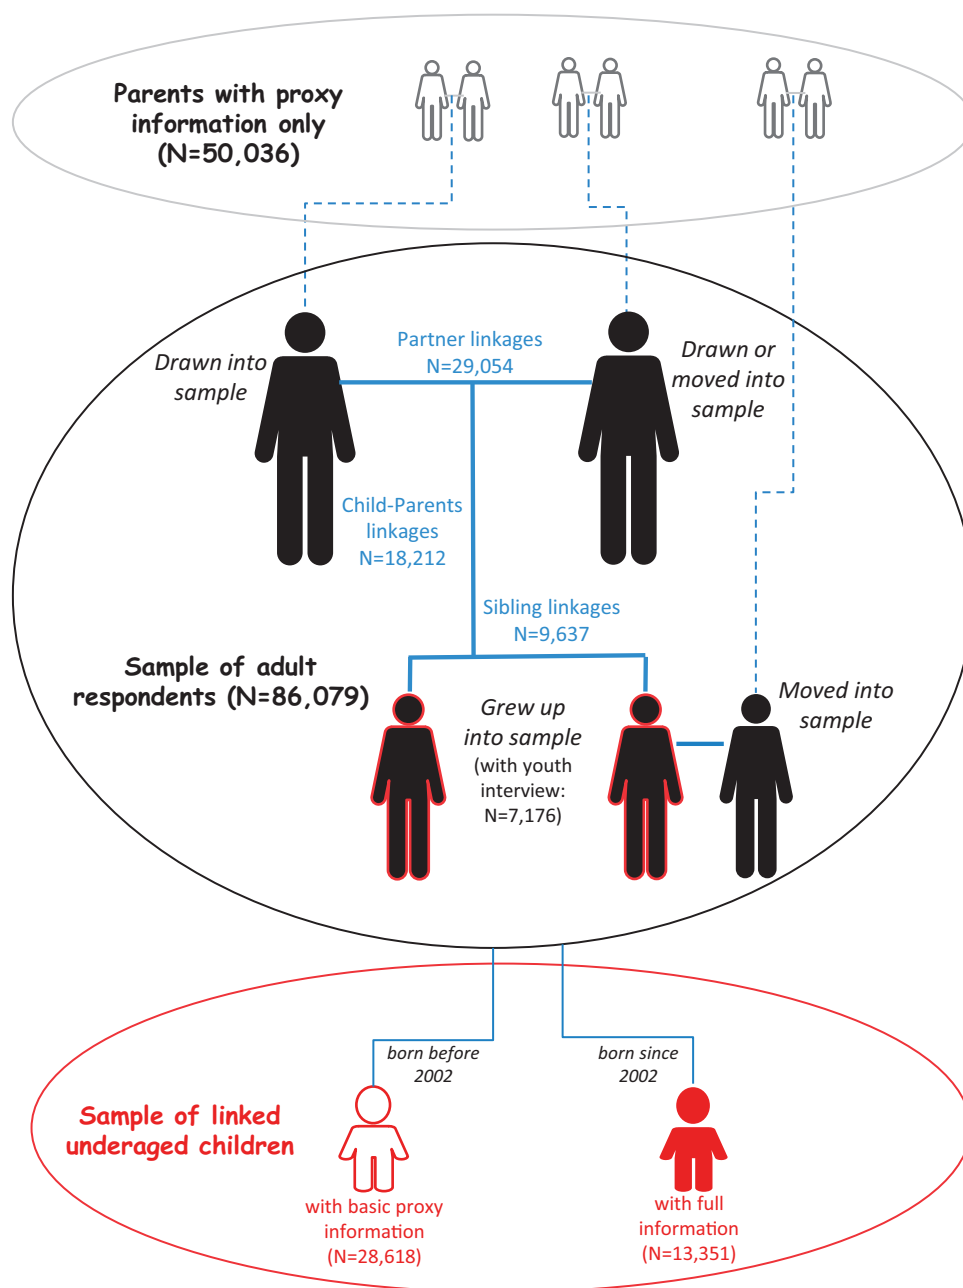 Parents with proxy
information only
(N=50,036)
Drawn into
sample
Partner linkages
N=29,054
Drawn or
moved into
sample
Child-Parents
linkages
N=18,212
Sibling linkages
N=9,637
Sample of adult
respondents (N=86,079)
Grew up
into sample
(with youth
interview:
N=7,176)
Moved into
sample
born before
2002
born since
2002
Sample of linked
underaged children
with basic proxy
information
(N=28,618)
with full
information
(N=13,351)